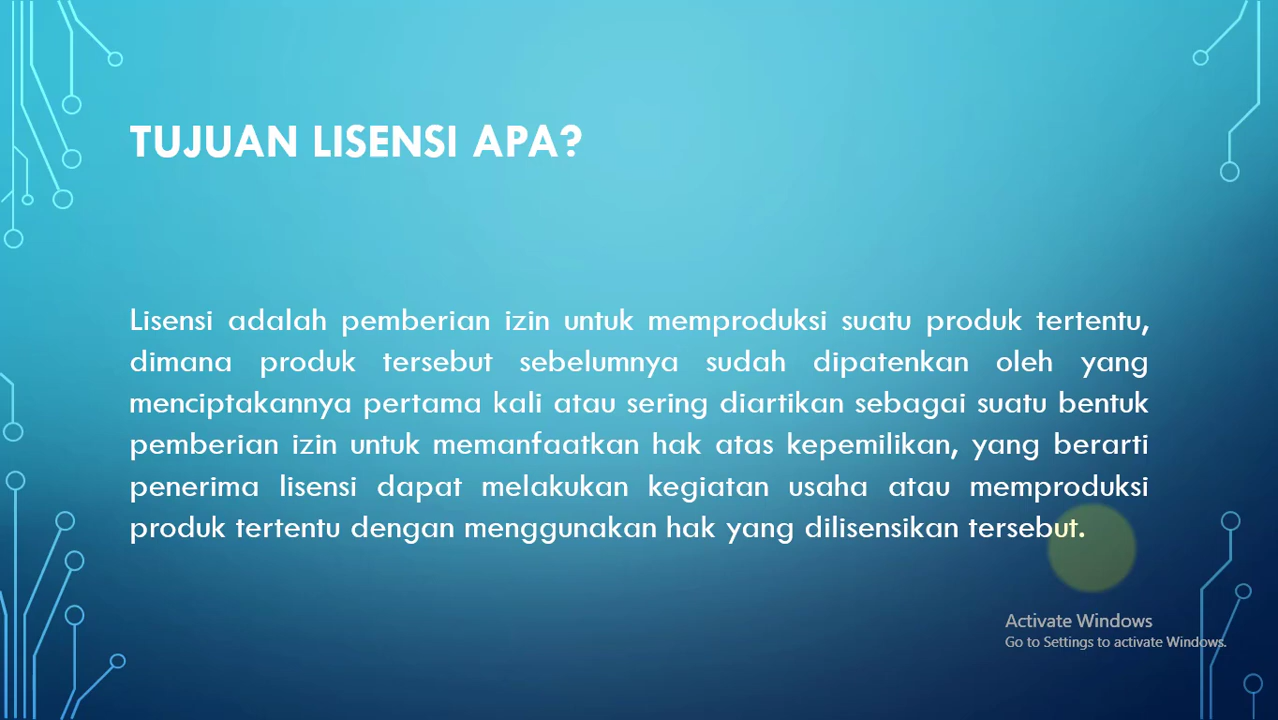 TUJUAN LISENSI APA?
Lisensi adalah pemberian izin untuk memproduksi suatu produk tertentu,
dimana produk tersebut sebelumnya sudah dipatenkan oleh yang
menciptakannya pertama kali atau sering diartikan sebagai suatu bentuk
pemberian izin untuk memanfaatkan hak atas kepemilikan, yang berarti
penerima lisensi dapat melakukan kegiatan usaha atau memproduksi
produk tertentu dengan menggunakan hak yang dilisensikan tersebut.
Activate Windows
Go to Settings to activate Windows.